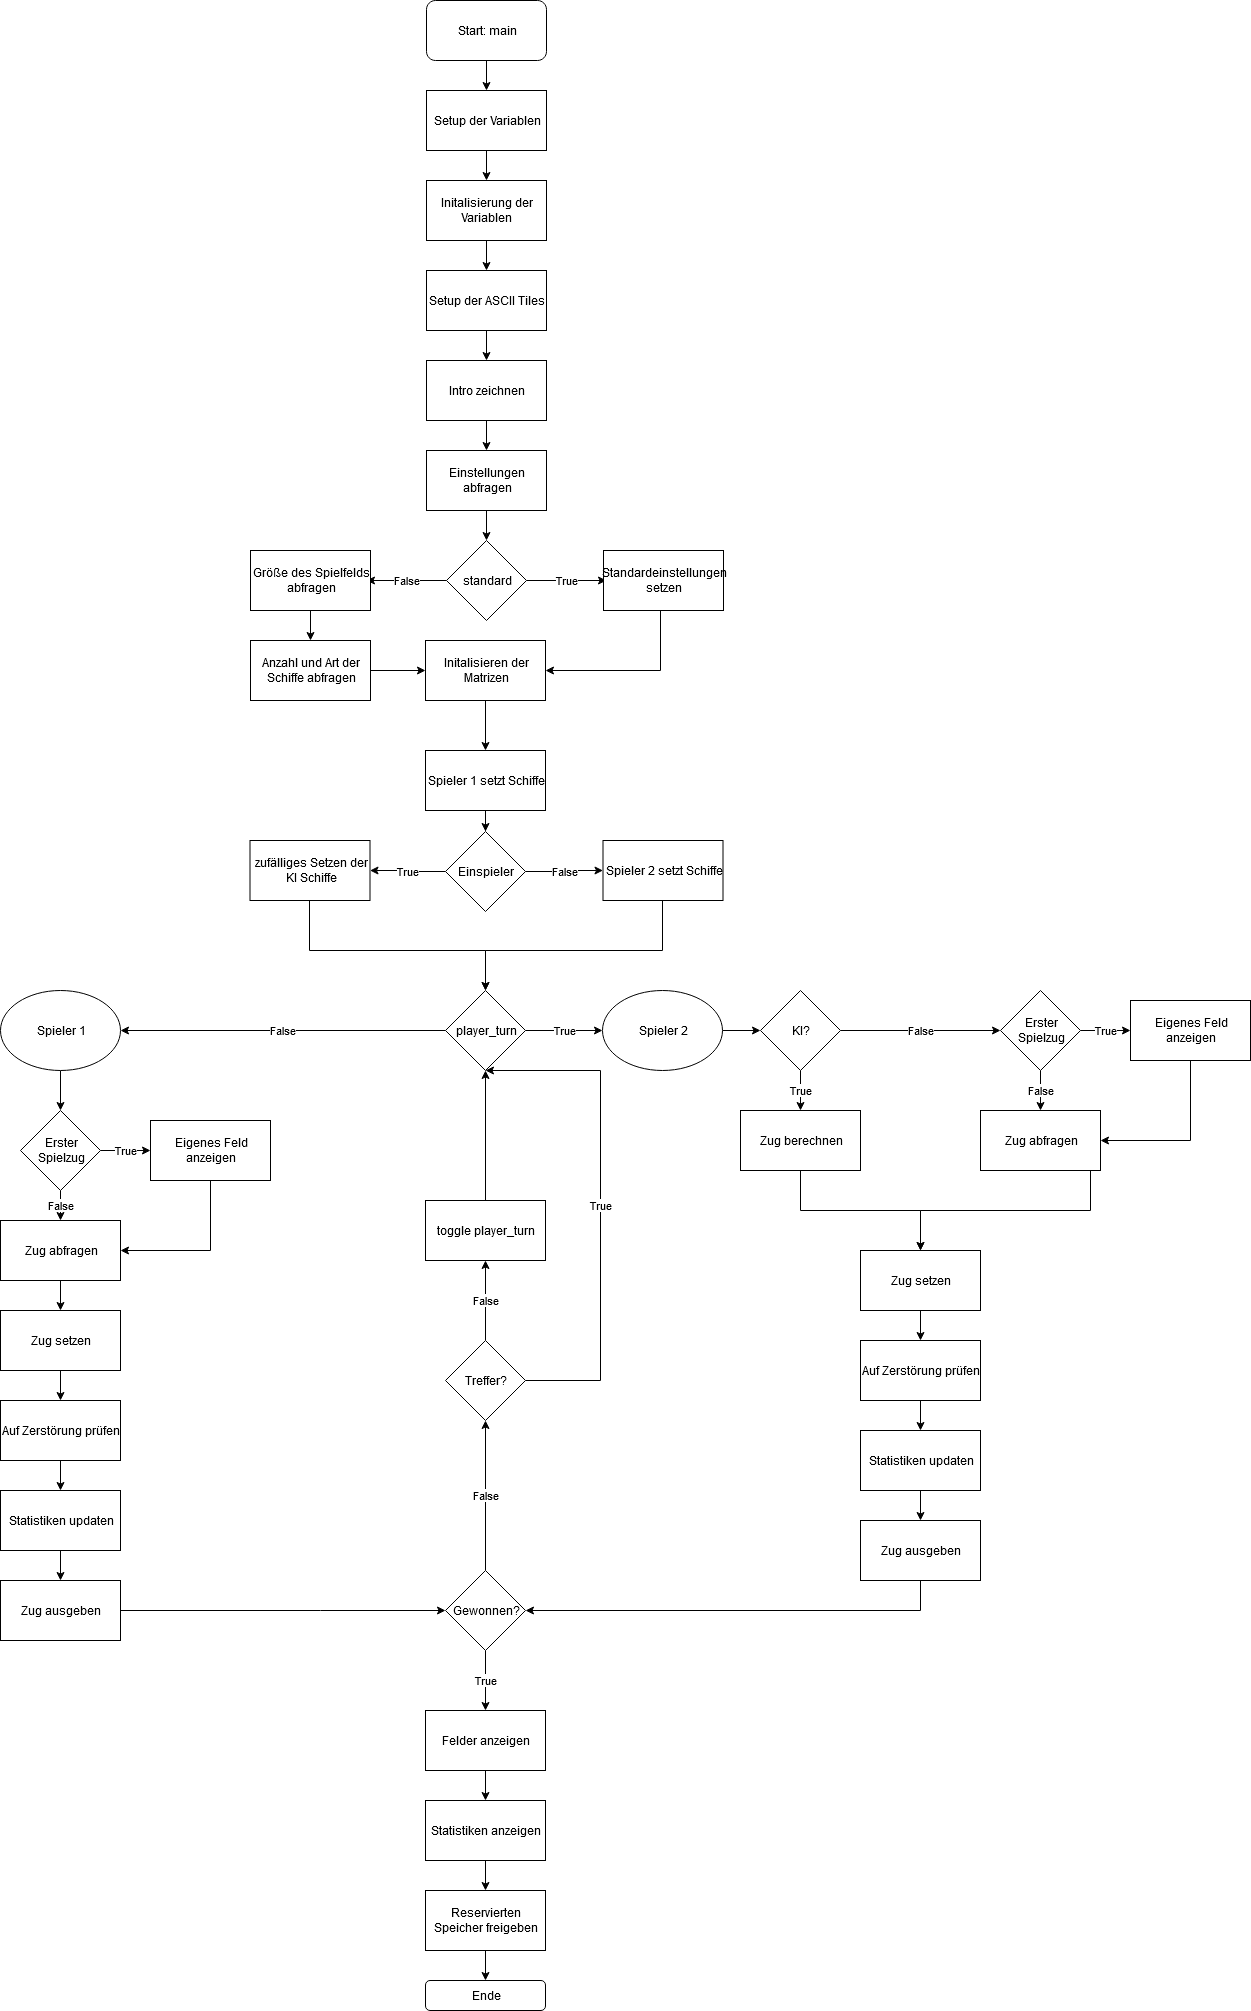 Start: main
Setup der Variablen
Initalisierung der
Variablen
Setup der ASCII Tiles
Intro zeichnen
Einstellungen
abfragen
Größe des Spielfelds
abfragen
False
standard
True
Standardeinstellungen
setzen
Anzahl und Art der
Schiffe abfragen
Initalisieren der
Matrizen
Spieler 1 setzt Schiffe
zufälliges Setzen der
KI Schiffe
True
Einspieler
False
Spieler 2 setzt Schiffe
Spieler 1
False
player_turn
True
Spieler 2
KI?
False
Erster
Spielzug
True
Eigenes Feld
anzeigen
True
False
Zug berechnen
Zug abfragen
Erster
Spielzug
True
Eigenes Feld
anzeigen
False
Zug abfragen
toggle player_turn
True
False
Zug setzen
Zug setzen
Treffer?
Auf Zerstörung prüfen
Auf Zerstörung prüfen
Statistiken updaten
False
Statistiken updaten
Zug ausgeben
Zug ausgeben
Gewonnen?
True
Felder anzeigen
Statistiken anzeigen
Reservierten
Speicher freigeben
Ende